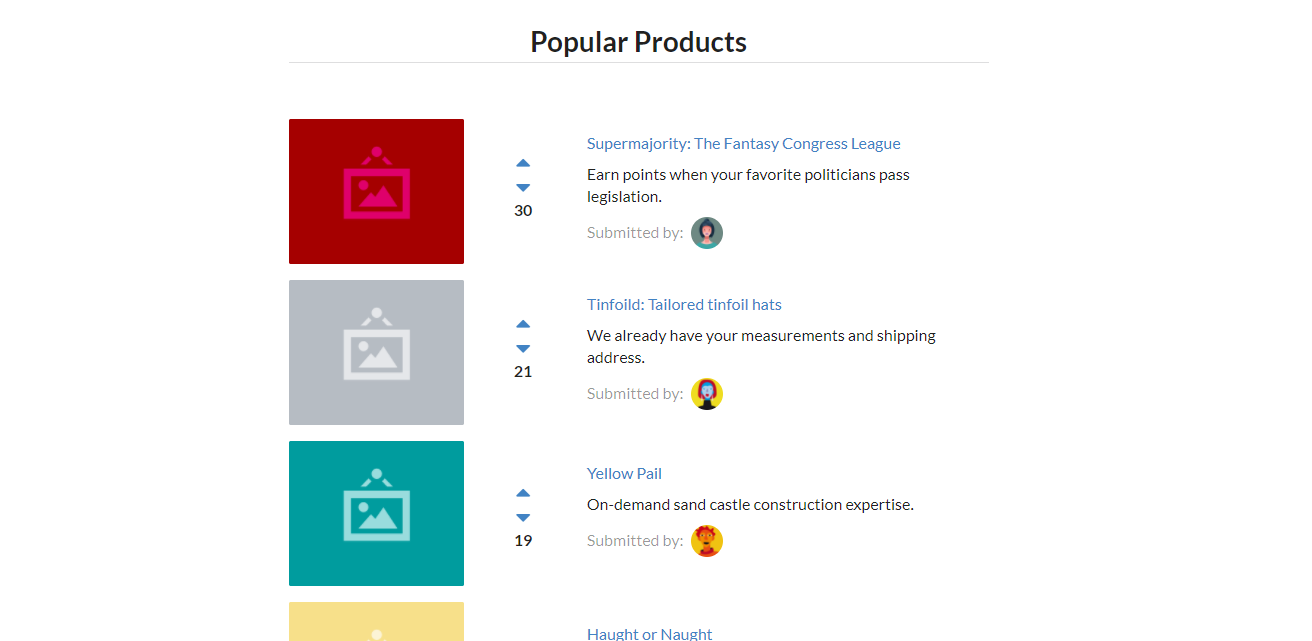 Popular Products
Supermajority: The Fantasy Congress League
Earn points when your favorite politicians pass
legislation.
30
Submitted by:
Tinfoild: Tailored tinfoil hats
We already have your measurements and shipping
address.
21
Submitted by:
Yellow Pail
On-demand sand castle construction expertise.
19
Submitted by:
Haught or Naught